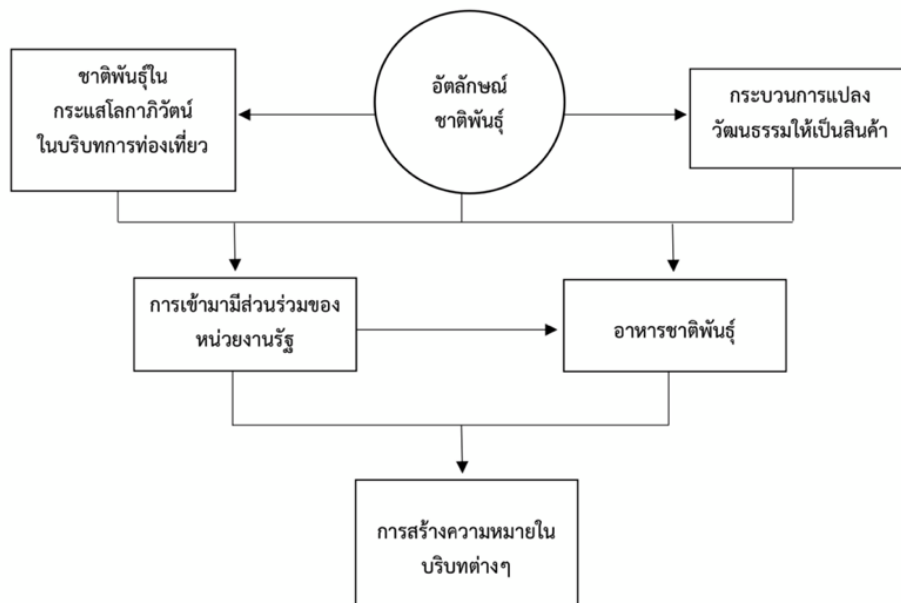 ชาติพันธุ์ใน
กระแสโลกาภิวัตน์
ในบริบทการท่องเที่ยว
อัตลักษณ์
ชาติพันธุ์
กระบวนการแปลง
วัฒนธรรมให้เป็นสินค้า
การเข้ามามีส่วนร่วมของ
หน่วยงานรัฐ
อาหารชาติพันธุ์
การสร้างความหมายใน
บริบทต่างๆ